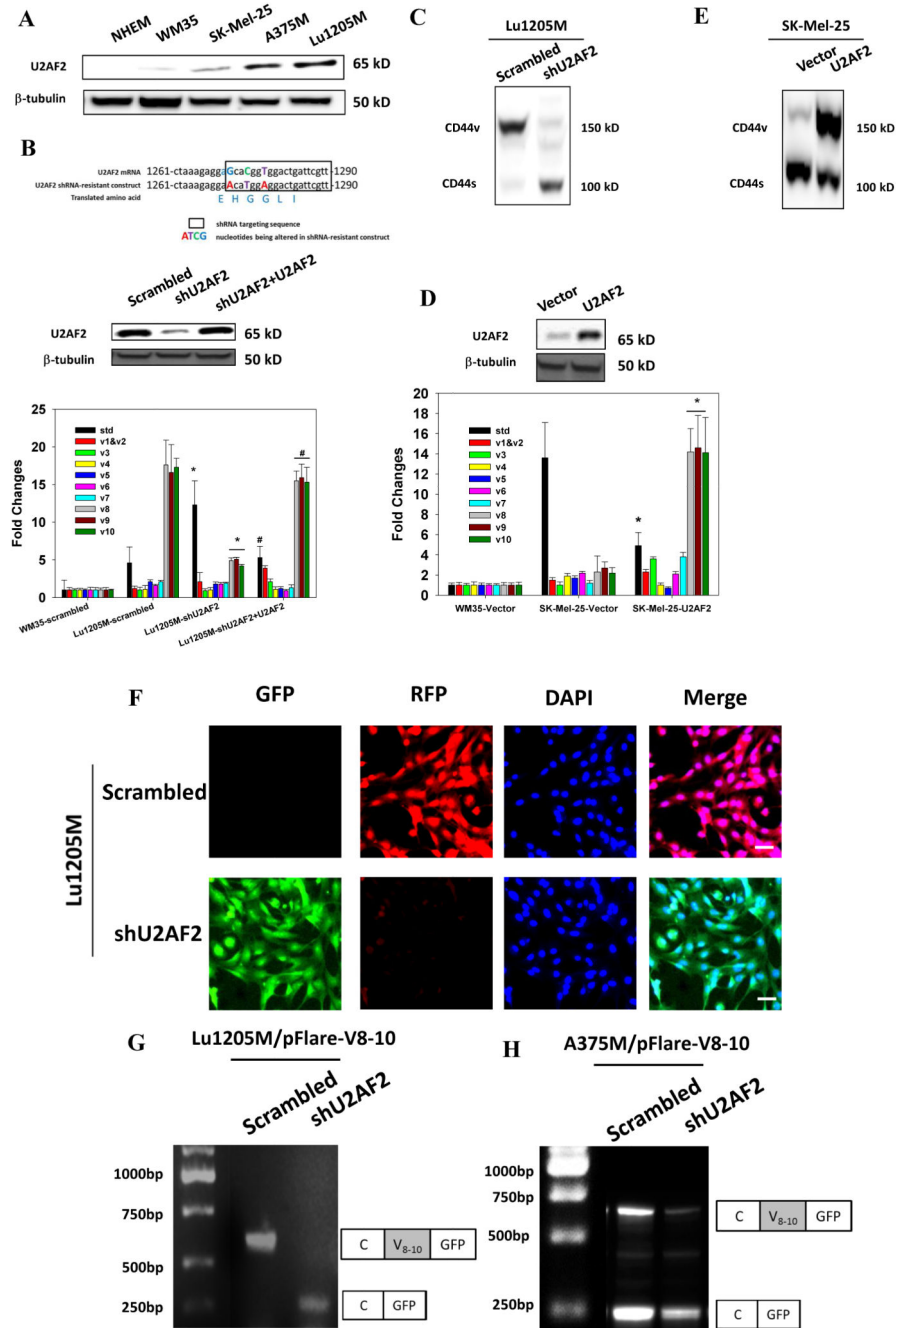 A
NHEM WM35 SK-Mel-25 A375M Lu1205M
U2AF2 65 kD
β-tubulin 50 kD
B
U2AF2 mRNA 1261-ctaaagaggaGcaCggTggactgattcgtt-1290
U2AF2 shRNA-resistant construct 1261-ctaaagaggAcaTggAggactgattcgtt-1290
Translated amino acid E H G G L I
shRNA targeting sequence
ATCG nucleotides being altered in shRNA-resistant construct
Scrambled shU2AF2 shU2AF2+U2AF2
U2AF2 65 kD
β-tubulin 50 kD
Fold Changes
25
20
15
10
5
0
std
v1&v2
v3
v4
v5
v6
v7
v8
v9
v10
* * # #
WM35-scrambled Lu1205M-scrambled Lu1205M-shU2AF2 Lu1205M-shU2AF2+U2AF2
C
Lu1205M
Scrambled shU2AF2
CD44v 150 kD
CD44s 100 kD
E
SK-Mel-25
Vector U2AF2
CD44v 150 kD
CD44s 100 kD
D
Vector U2AF2
U2AF2 65 kD
β-tubulin 50 kD
Fold Changes
20
18
16
14
12
10
8
6
4
2
0
std
v1&v2
v3
v4
v5
v6
v7
v8
v9
v10
* *
WM35-Vector SK-Mel-25-Vector SK-Mel-25-U2AF2
F
GFP RFP DAPI Merge
Lu1205M
Scrambled
shU2AF2
G
Lu1205M/pFlare-V8-10
Scrambled shU2AF2
1000bp
750bp
500bp
250bp
C V8-10 GFP
C GFP
H
A375M/pFlare-V8-10
Scrambled shU2AF2
1000bp
750bp
500bp
250bp
C V8-10 GFP
C GFP